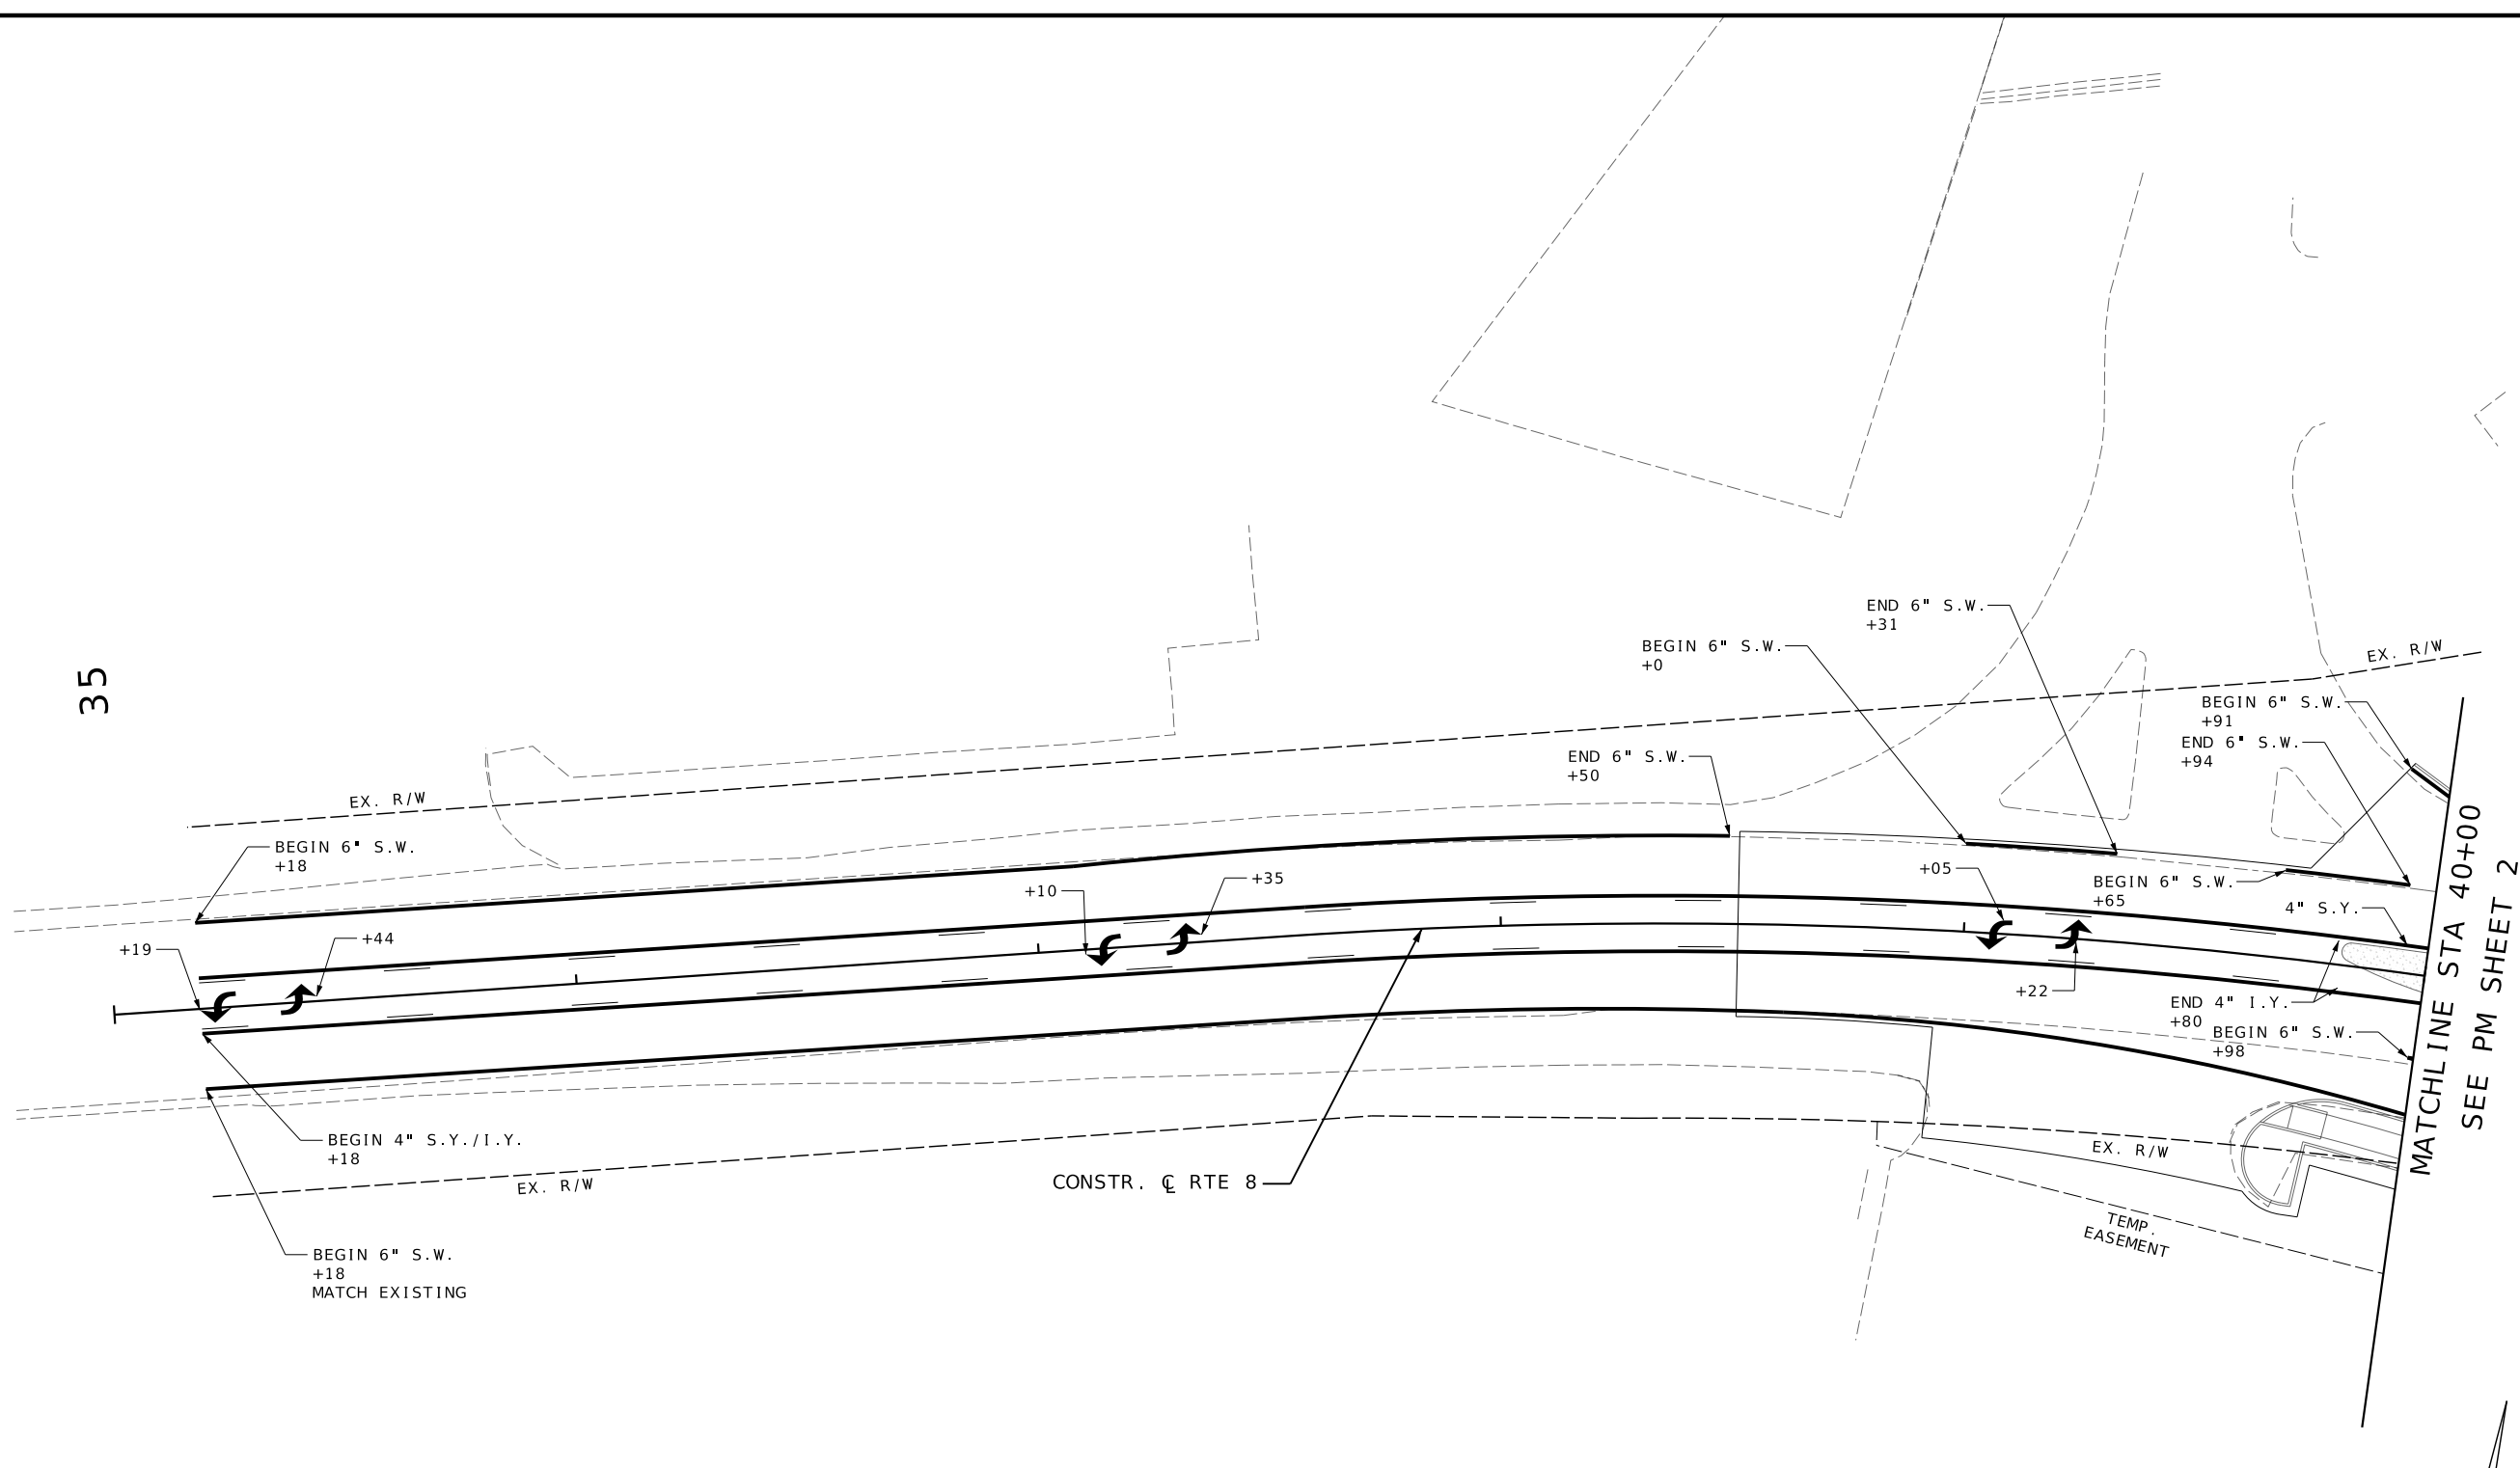 END 6" S.W.
+31
BEGIN 6" S.W.
+0
EX. R/W
35
BEGIN 6" S.W.
+91
END 6" S.W.
+94
END 6" S.W.
+50
EX. R/W
BEGIN 6" S.W.
+18
+05
+35
+10
BEGIN 6" S.W.
+65
4" S.Y.
+44
+19
+22
END 4" I.Y.
+80
BEGIN 6" S.W.
+98
MATCHLINE STA 40+00
SEE PM SHEET 2
BEGIN 4" S.Y./I.Y.
+18
EX. R/W
CONSTR. ℄ RTE 8
EX. R/W
TEMP.
EASEMENT
BEGIN 6" S.W.
+18
MATCH EXISTING